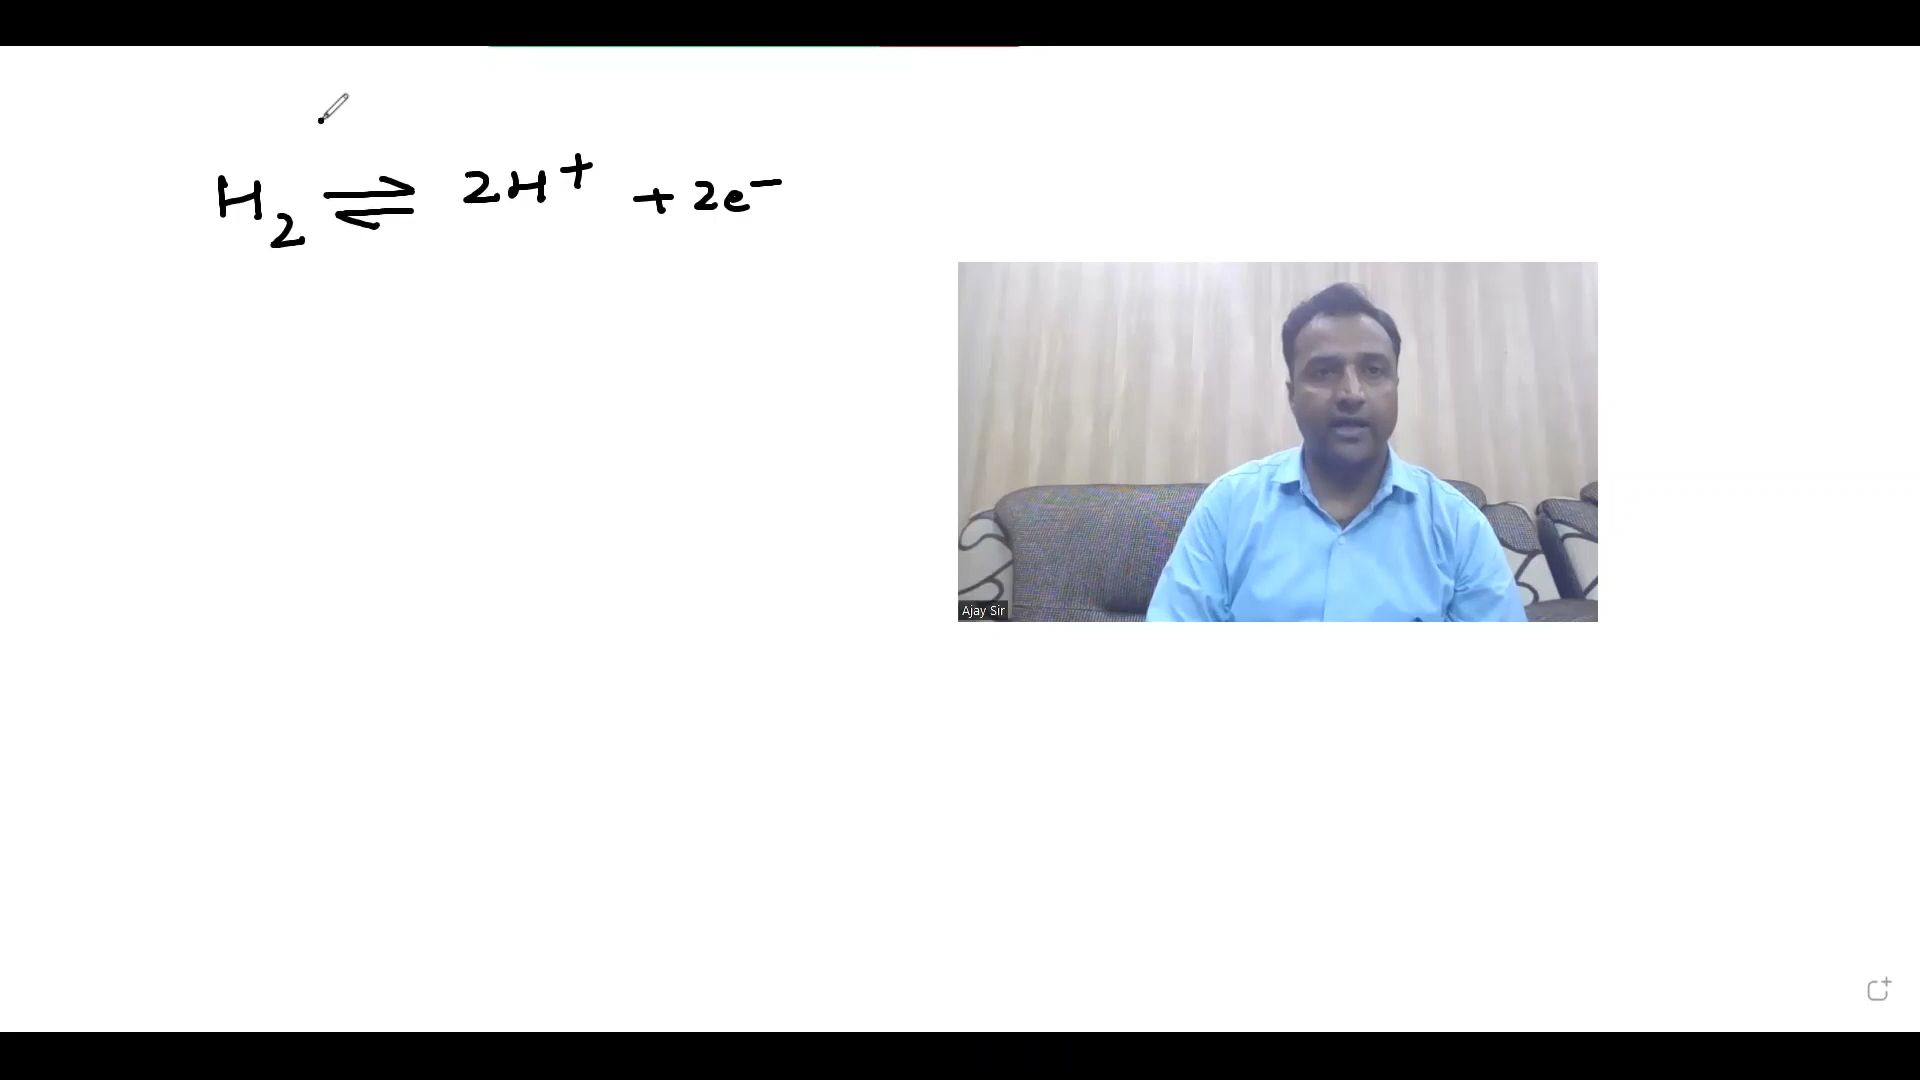 H₂ ⇌ 2H⁺ + 2e⁻
Ajay Sir